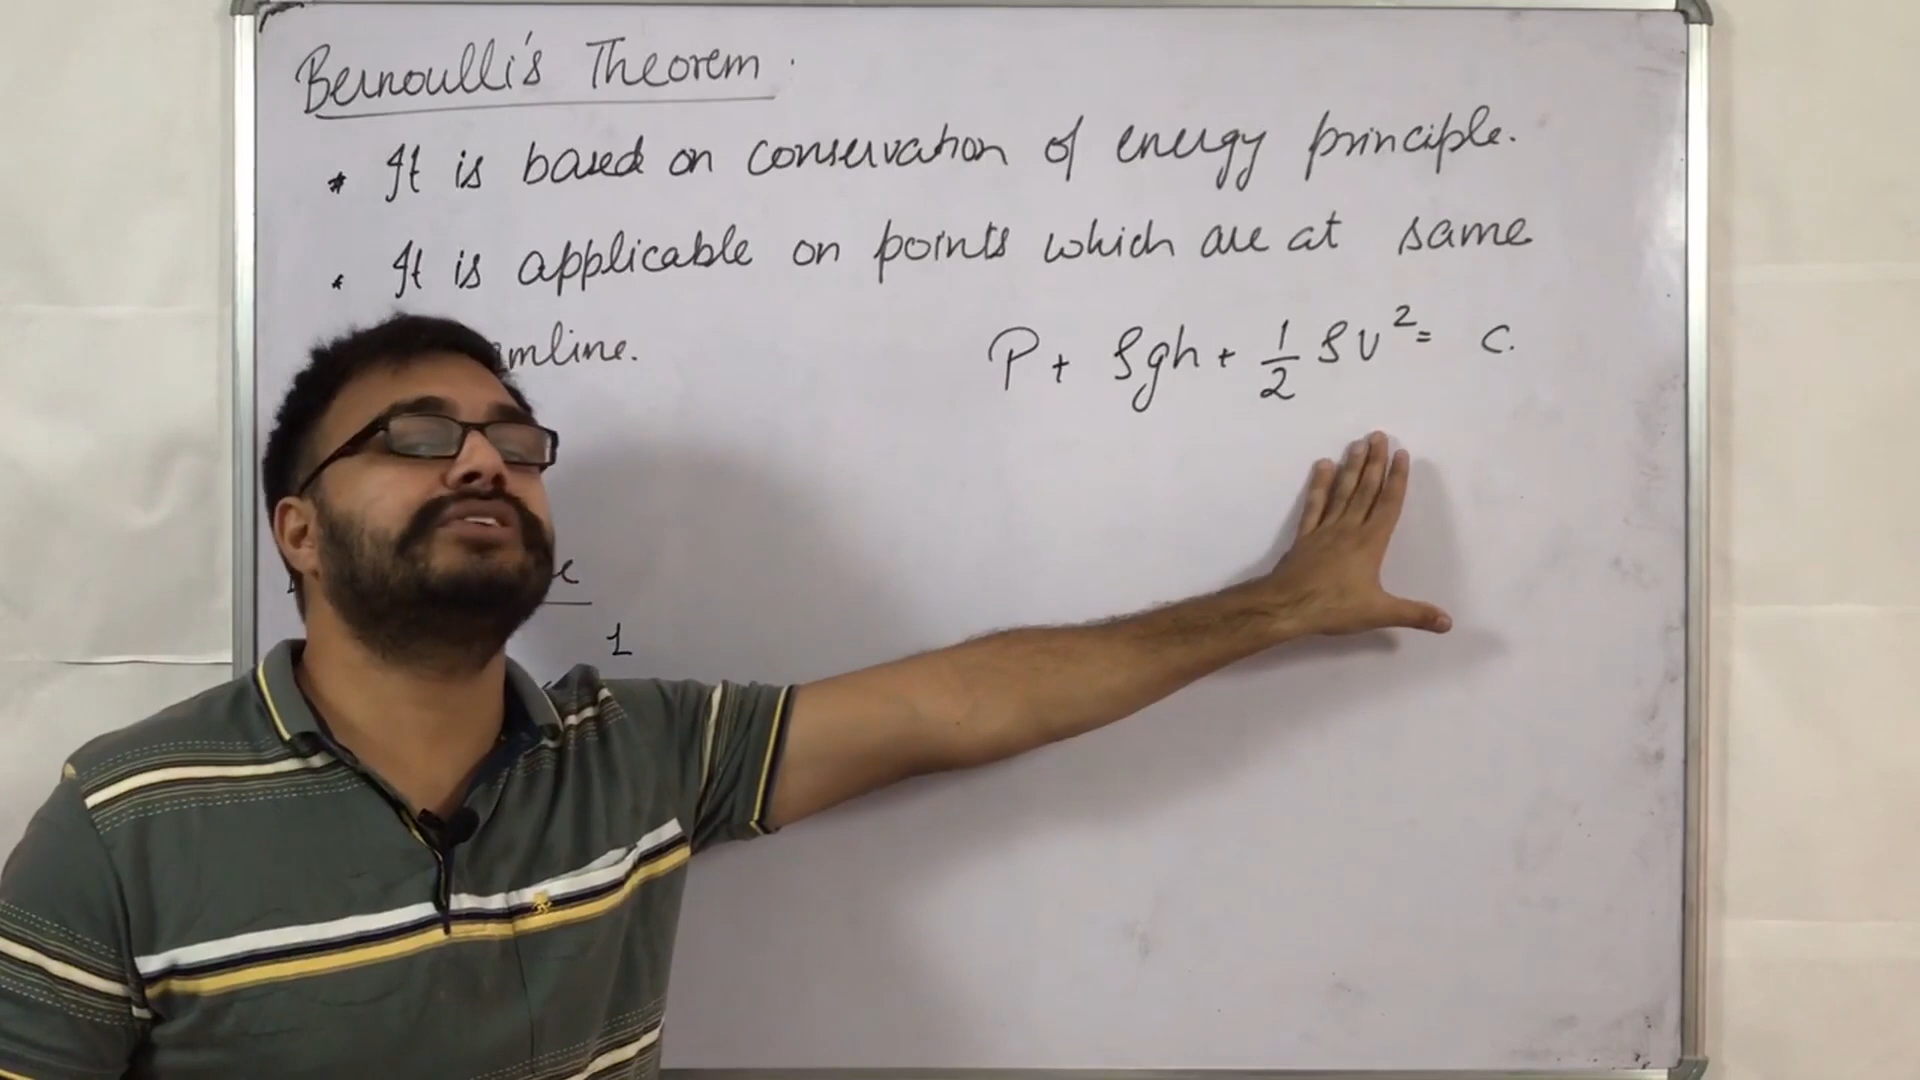 Bernoulli's Theorem.
* It is based on conservation of energy principle.
* It is applicable on points which are at same
mline.
P + ρgh + 1/2 ρv² = c.
1